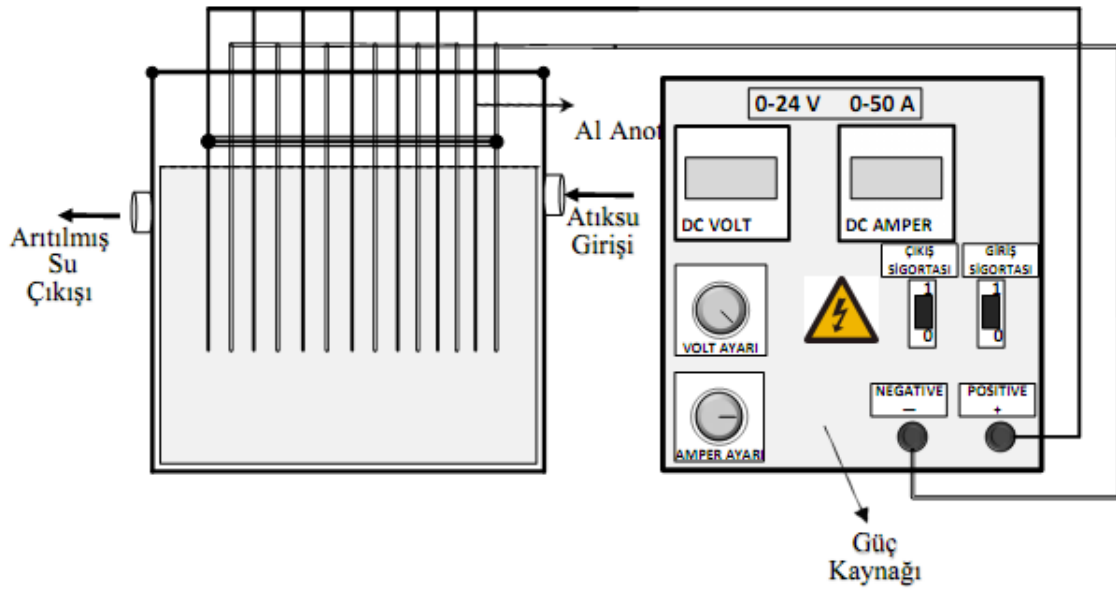 0-24 V 0-50 A
Al Anot
DC VOLT
DC AMPER
Atıksu
Girişi
Arıtılmış
Su
Çıkışı
ÇIKIŞ
SİGORTASI
GİRİŞ
SİGORTASI
1
0
1
0
VOLT AYARI
NEGATIVE
—
POSITIVE
+
AMPER AYARI
Güç
Kaynağı